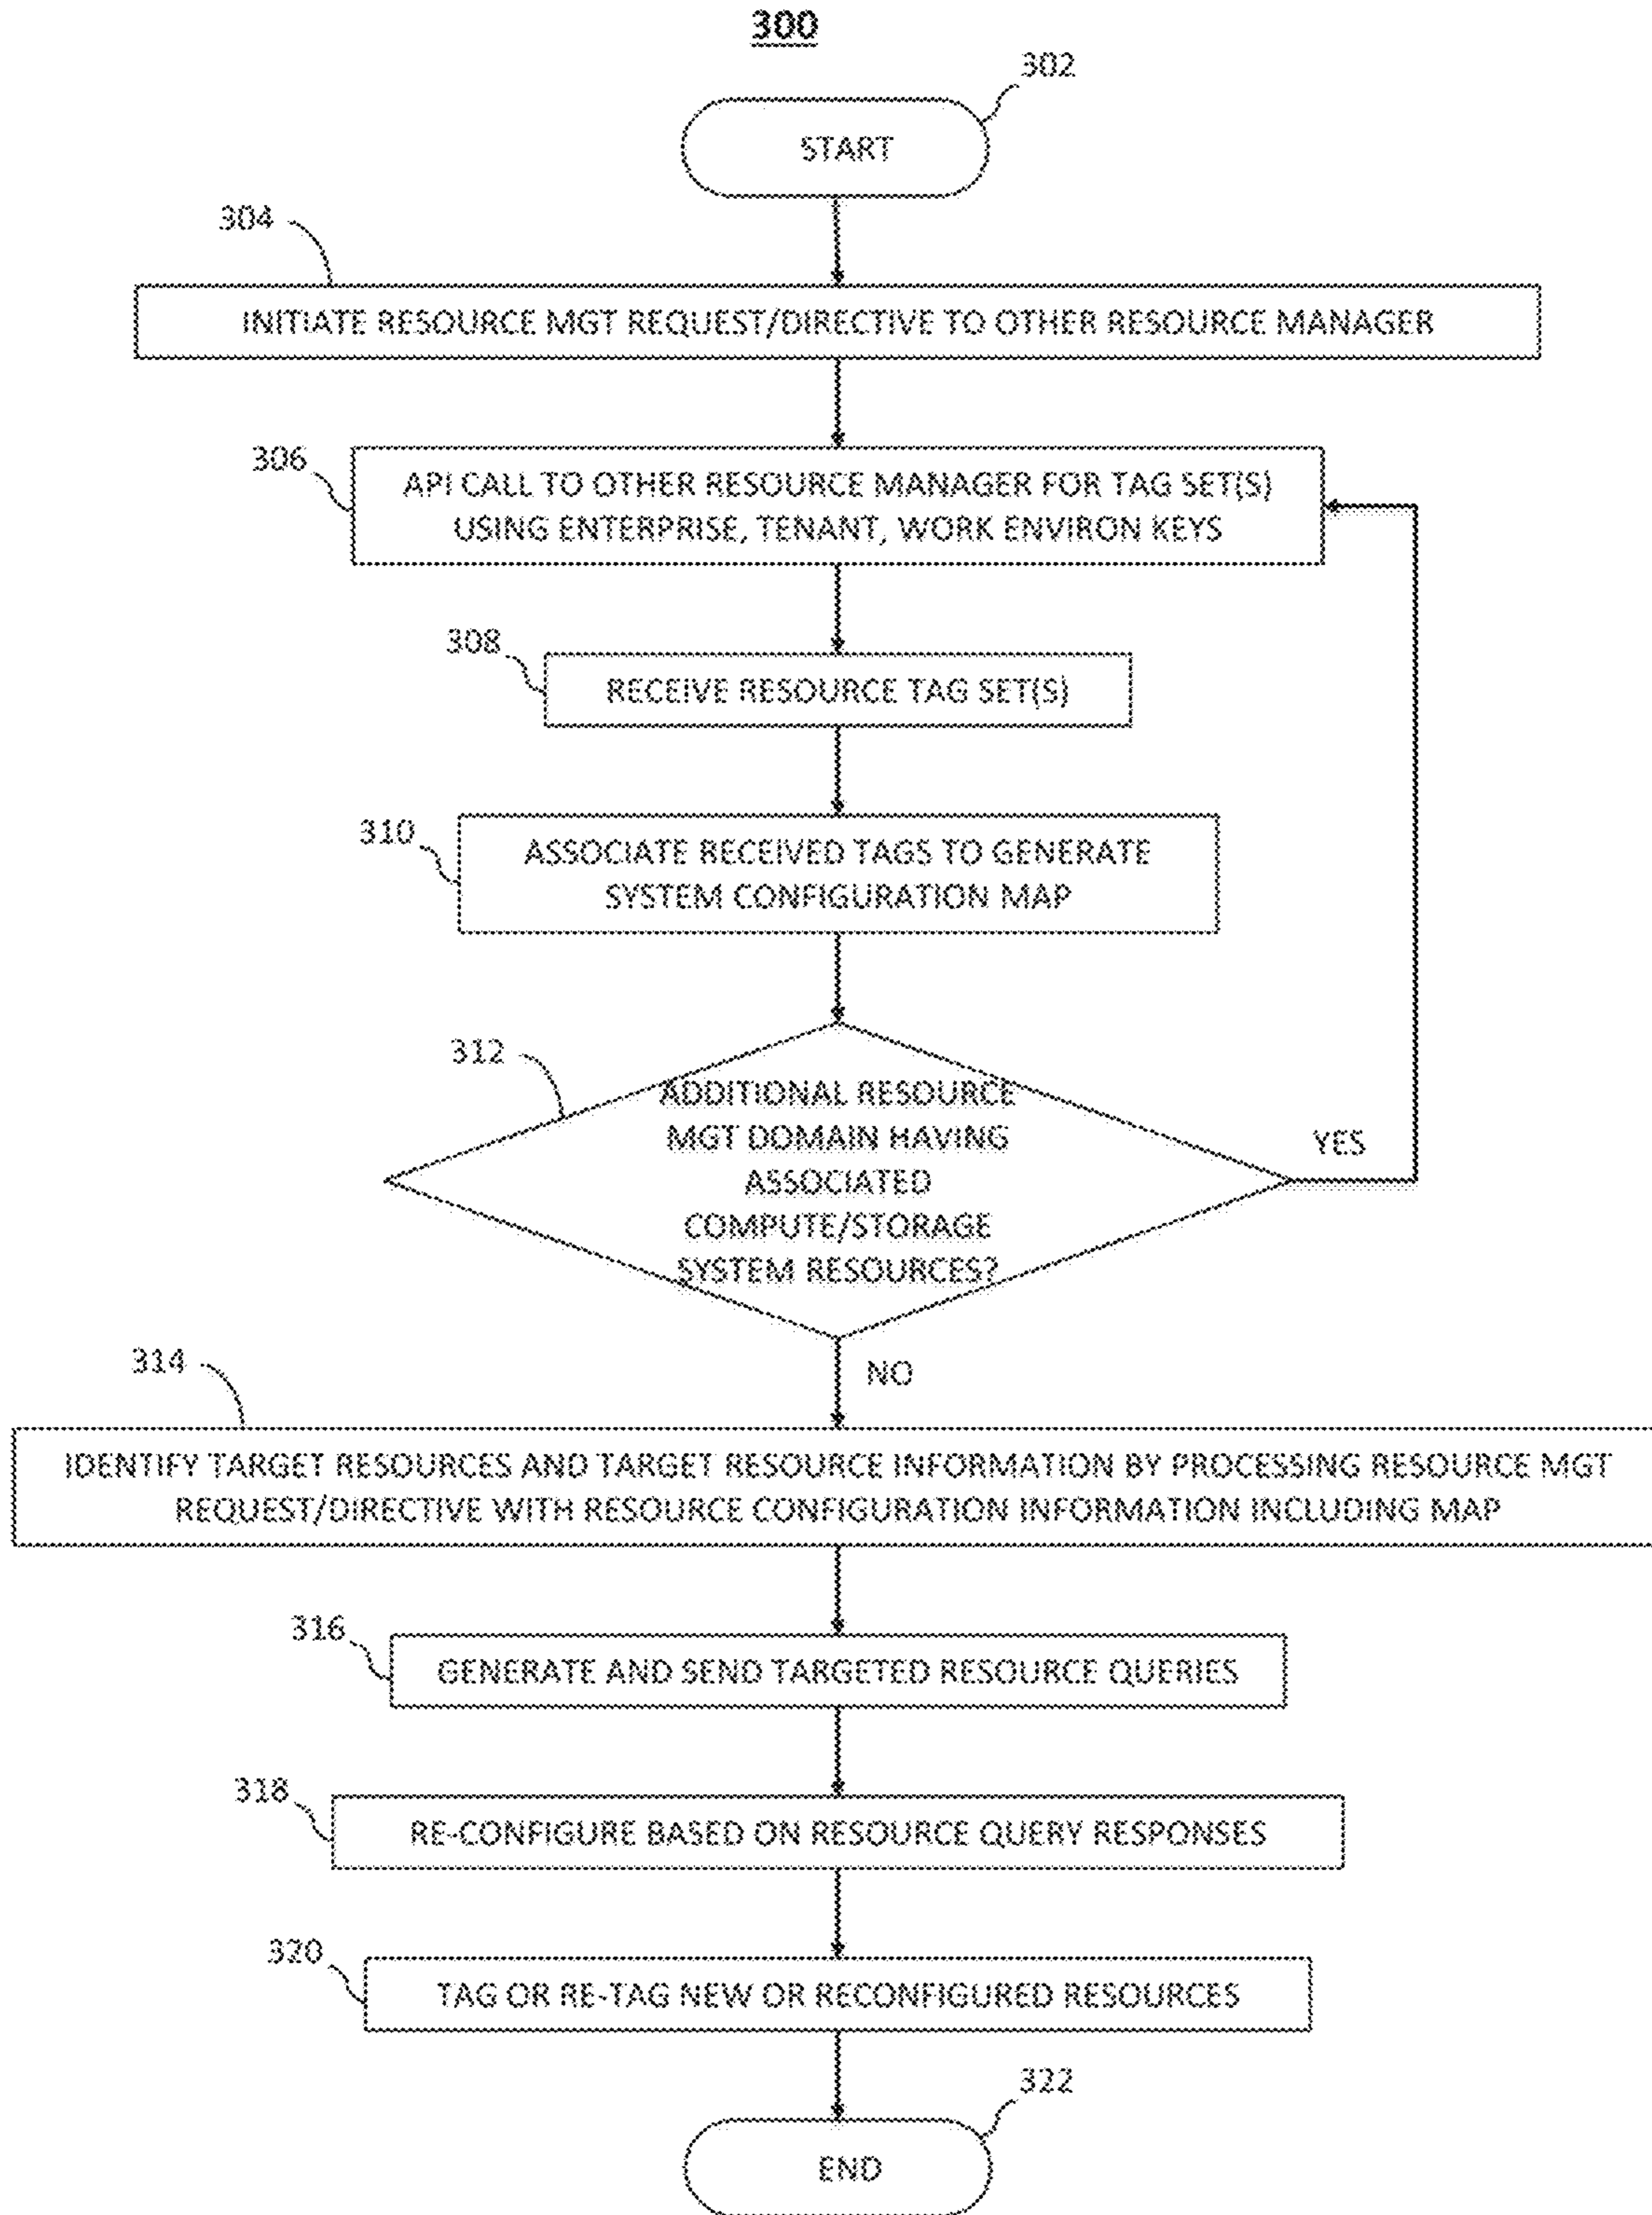 300
302
START
304
INITIATE RESOURCE MGT REQUEST/DIRECTIVE TO OTHER RESOURCE MANAGER
306
API CALL TO OTHER RESOURCE MANAGER FOR TAG SET(S)
USING ENTERPRISE, TENANT, WORK ENVIRON KEYS
308
RECEIVE RESOURCE TAG SET(S)
310
ASSOCIATE RECEIVED TAGS TO GENERATE
SYSTEM CONFIGURATION MAP
312
ADDITIONAL RESOURCE
MGT DOMAIN HAVING
ASSOCIATED
COMPUTE/STORAGE
SYSTEM RESOURCES?
YES
NO
314
IDENTIFY TARGET RESOURCES AND TARGET RESOURCE INFORMATION BY PROCESSING RESOURCE MGT
REQUEST/DIRECTIVE WITH RESOURCE CONFIGURATION INFORMATION INCLUDING MAP
316
GENERATE AND SEND TARGETED RESOURCE QUERIES
318
RE-CONFIGURE BASED ON RESOURCE QUERY RESPONSES
320
TAG OR RE-TAG NEW OR RECONFIGURED RESOURCES
322
END